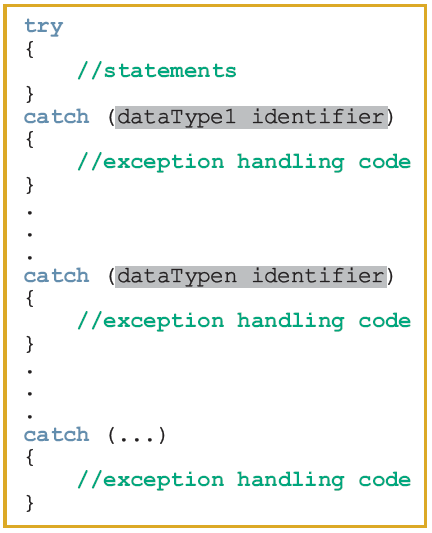 try
{
    //statements
}
catch (dataType1 identifier)
{
    //exception handling code
}
.
.
.
catch (dataTypen identifier)
{
    //exception handling code
}
.
.
.
catch (...)
{
    //exception handling code
}